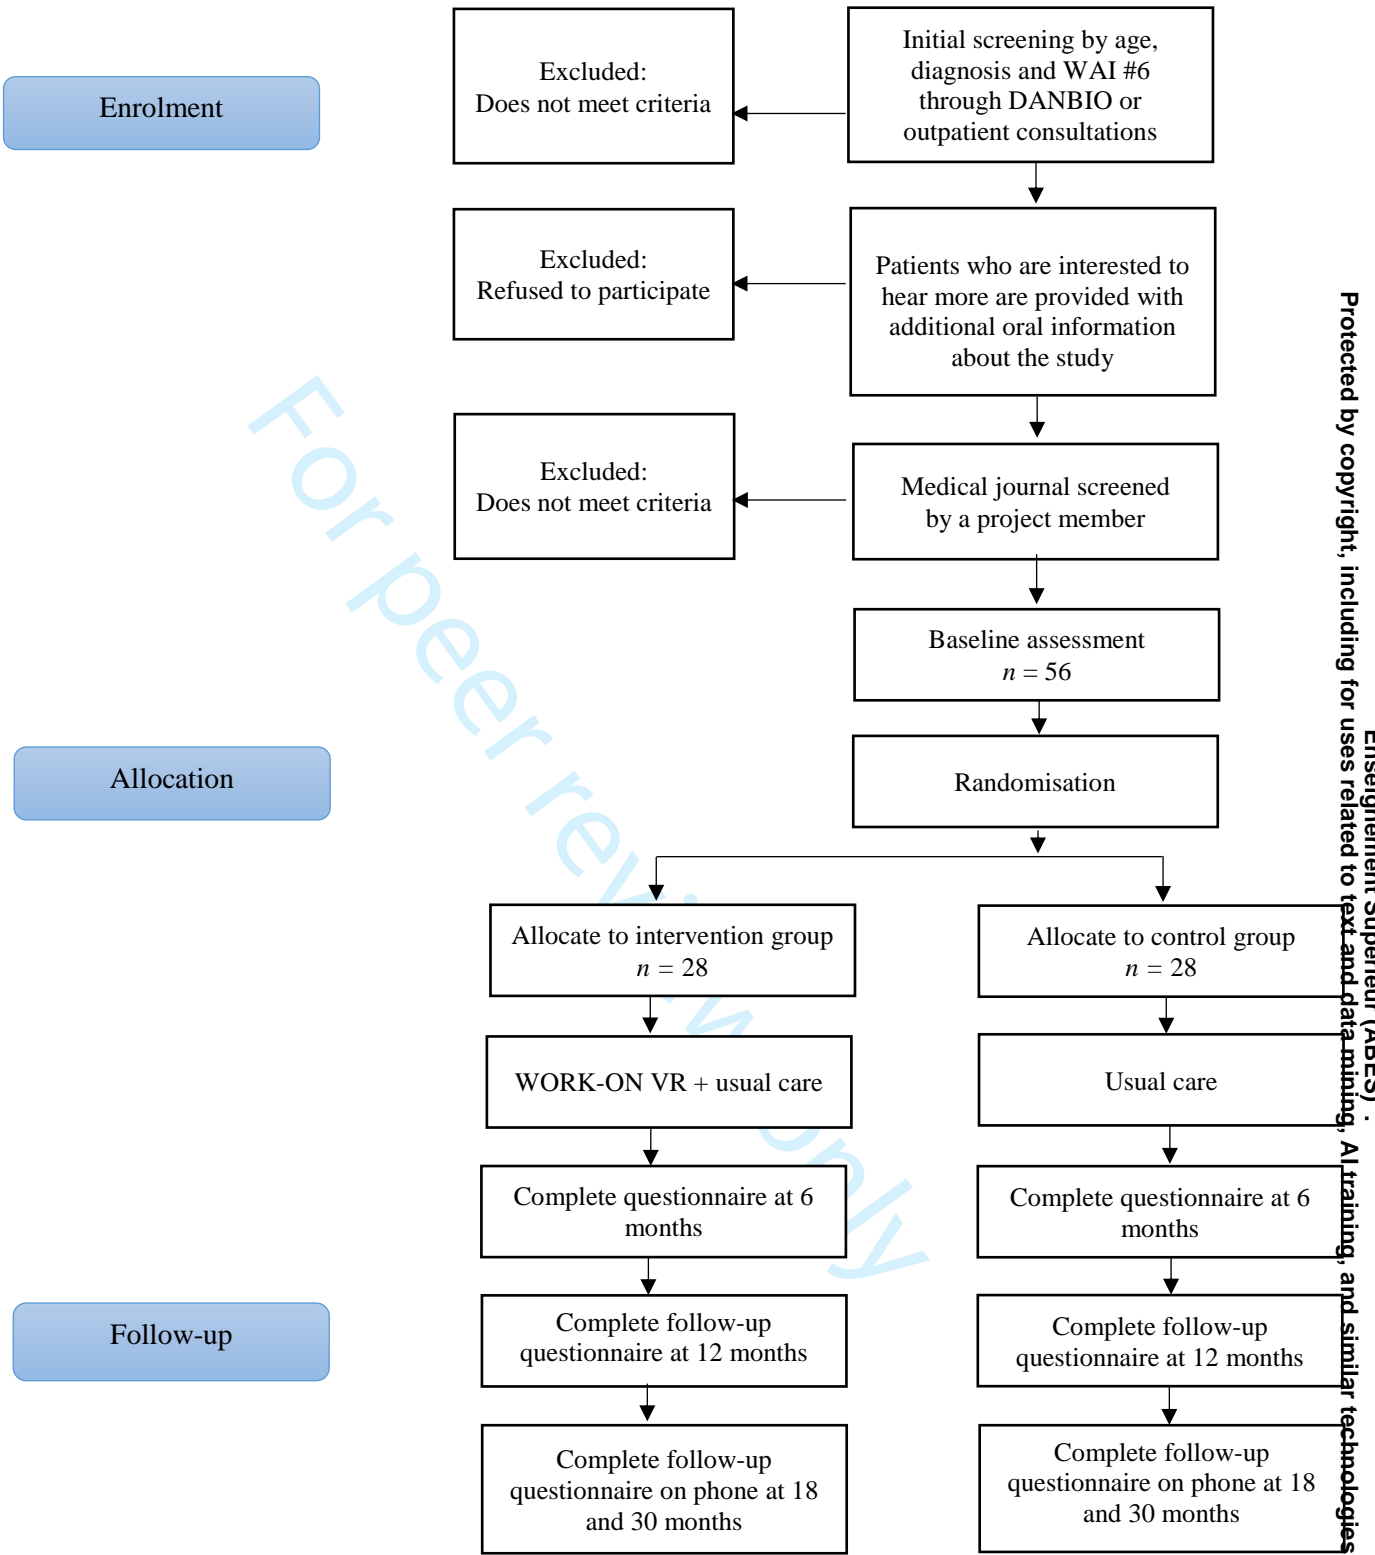 Enrolment
Excluded:
Does not meet criteria
Initial screening by age,
diagnosis and WAI #6
through DANBIO or
outpatient consultations
Excluded:
Refused to participate
Patients who are interested to
hear more are provided with
additional oral information
about the study
Excluded:
Does not meet criteria
Medical journal screened
by a project member
Baseline assessment
n = 56
Allocation
Randomisation
Allocate to intervention group
n = 28
Allocate to control group
n = 28
WORK-ON VR + usual care
Usual care
Complete questionnaire at 6
months
Complete questionnaire at 6
months
Follow-up
Complete follow-up
questionnaire at 12 months
Complete follow-up
questionnaire at 12 months
Complete follow-up
questionnaire on phone at 18
and 30 months
Complete follow-up
questionnaire on phone at 18
and 30 months
For peer review only
Enseignement Superieur (ABES) .
Protected by copyright, including for uses related to text and data mining, AI training, and similar technologies